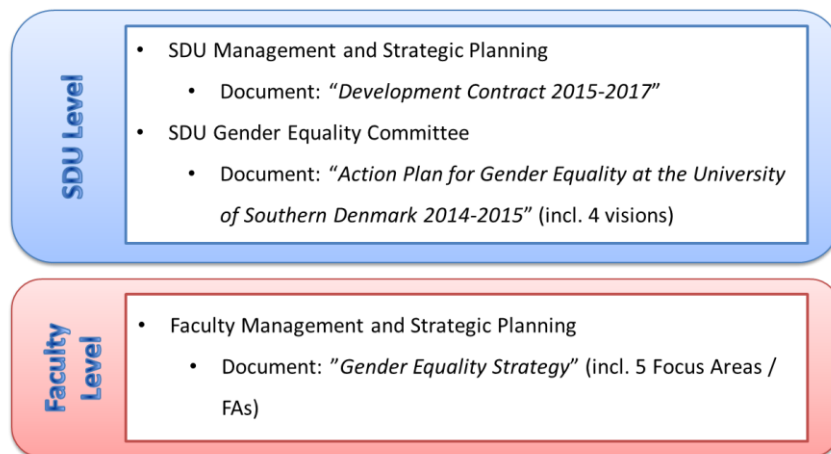 SDU Level
• SDU Management and Strategic Planning
• Document: “Development Contract 2015-2017”
• SDU Gender Equality Committee
• Document: “Action Plan for Gender Equality at the University
of Southern Denmark 2014-2015” (incl. 4 visions)
Faculty
Level
• Faculty Management and Strategic Planning
• Document: ”Gender Equality Strategy” (incl. 5 Focus Areas /
FAs)